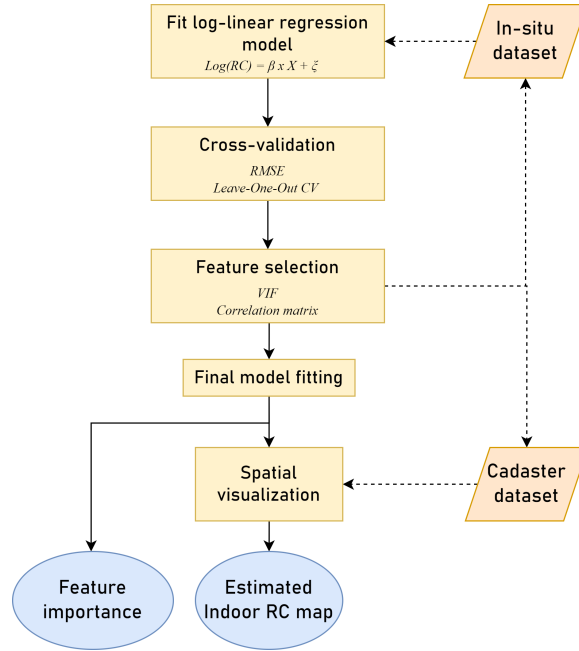 Fit log-linear regression
model
Log(RC) = β x X + ξ
In-situ
dataset
Cross-validation
RMSE
Leave-One-Out CV
Feature selection
VIF
Correlation matrix
Final model fitting
Spatial
visualization
Cadaster
dataset
Feature
importance
Estimated
Indoor RC map